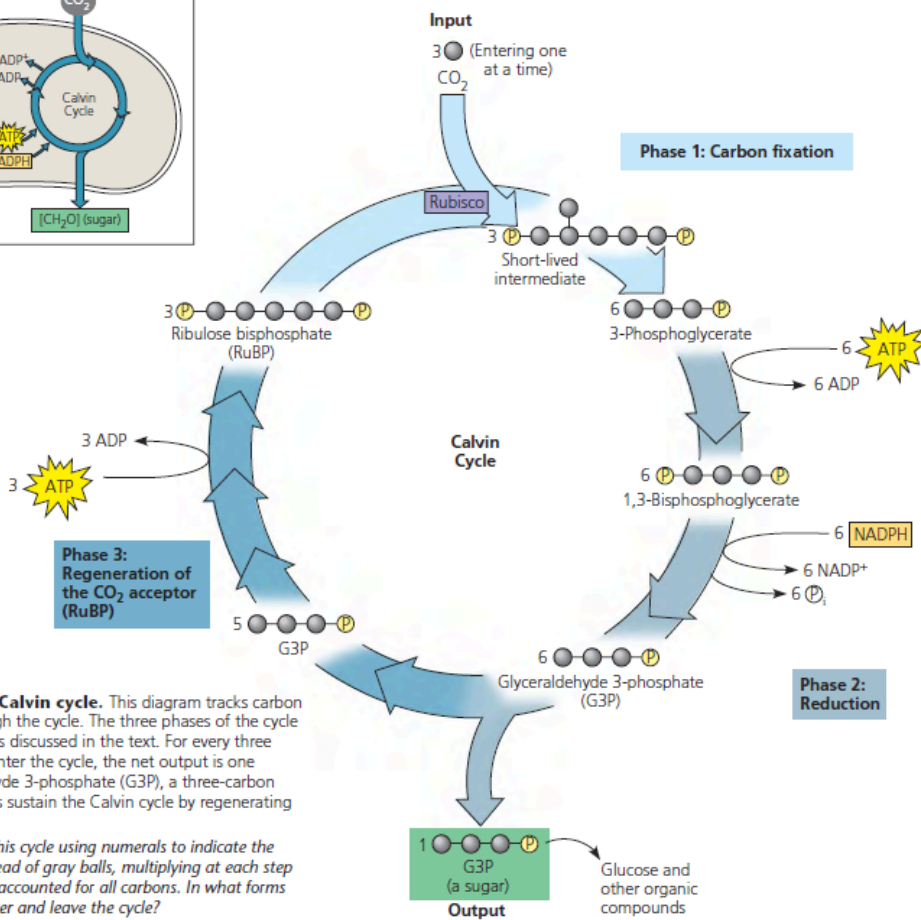 CO2
ADP+
ADP
Calvin
Cycle
ATP
ADPH
[CH2O] (sugar)
Input
3 (Entering one
at a time)
CO2
Phase 1: Carbon fixation
Rubisco
3 P P
Short-lived
intermediate
3 P P
Ribulose bisphosphate
(RuBP)
6 P
3-Phosphoglycerate
6 ATP
6 ADP
Calvin
Cycle
3 ADP
3 ATP
6 P P
1,3-Bisphosphoglycerate
6 NADPH
6 NADP+
6 Pi
Phase 3:
Regeneration of
the CO2 acceptor
(RuBP)
5 P
G3P
6 P
Glyceraldehyde 3-phosphate
(G3P)
Phase 2:
Reduction
Calvin cycle. This diagram tracks carbon
gh the cycle. The three phases of the cycle
s discussed in the text. For every three
nter the cycle, the net output is one
yde 3-phosphate (G3P), a three-carbon
s sustain the Calvin cycle by regenerating
his cycle using numerals to indicate the
ead of gray balls, multiplying at each step
accounted for all carbons. In what forms
ter and leave the cycle?
1 P
G3P
(a sugar)
Output
Glucose and
other organic
compounds